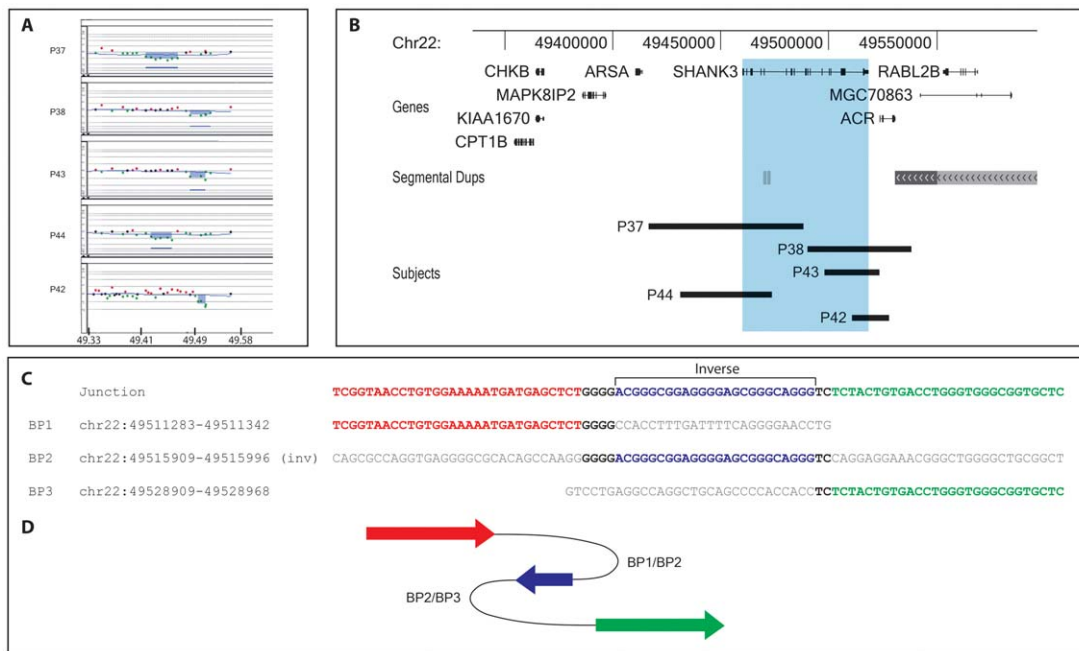 A
P37
P38
P43
P44
P42
49.33 49.41 49.49 49.58
B
Chr22: 49400000 49450000 49500000 49550000
CHKB ARSA SHANK3 RABL2B
MAPK8IP2 MGC70863
Genes
KIAA1670 ACR
CPT1B
Segmental Dups
P37
P38
Subjects P43
P44
P42
C Inverse
Junction TCGGTAACCTGTGGAAAAATGATGAGCTCTGGGGACGGGCGGAGGGGAGCGGGCAGGGTCTCTACTGTGACCTGGGTGGGCGGTGCTC
BP1 chr22:49511283-49511342 TCGGTAACCTGTGGAAAAATGATGAGCTCTGGGGCCACCTTTGATTTTCAGGGGAACCTG
BP2 chr22:49515909-49515996 (inv) CAGCGCCAGGTGAGGGGCGCACAGCCAAGGGGGGACGGGCGGAGGGGAGCGGGCAGGGTCCAGGAGGAAACGGGCTGGGGCTGCGGCT
BP3 chr22:49528909-49528968 GTCCTGAGGCCAGGCTGCAGCCCCACCACCTCTCTACTGTGACCTGGGTGGGCGGTGCTC
D
BP1/BP2
BP2/BP3